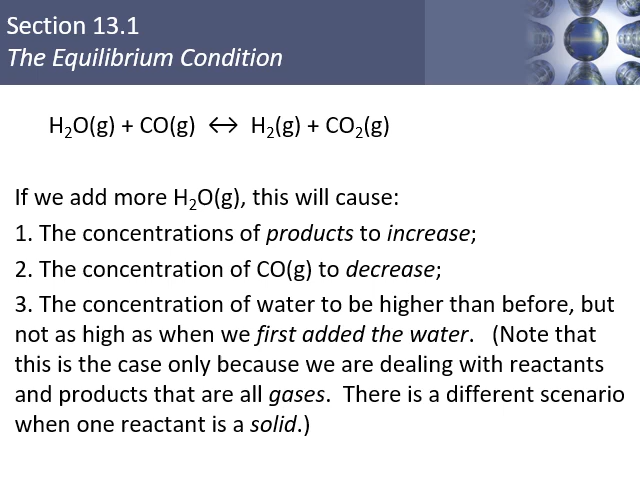 Section 13.1
The Equilibrium Condition
H₂O(g) + CO(g) ↔ H₂(g) + CO₂(g)
If we add more H₂O(g), this will cause:
1. The concentrations of products to increase;
2. The concentration of CO(g) to decrease;
3. The concentration of water to be higher than before, but
not as high as when we first added the water. (Note that
this is the case only because we are dealing with reactants
and products that are all gases. There is a different scenario
when one reactant is a solid.)